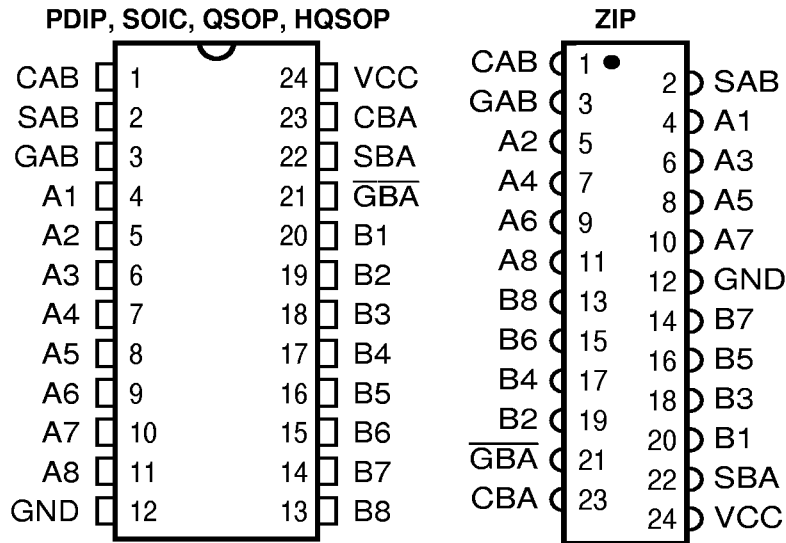 PDIP, SOIC, QSOP, HQSOP
CAB 1 24 VCC
SAB 2 23 CBA
GAB 3 22 SBA
A1 4 21 G̅B̅A̅
A2 5 20 B1
A3 6 19 B2
A4 7 18 B3
A5 8 17 B4
A6 9 16 B5
A7 10 15 B6
A8 11 14 B7
GND 12 13 B8
ZIP
CAB 1
2 SAB
GAB 3
4 A1
A2 5
6 A3
A4 7
8 A5
A6 9
10 A7
A8 11
12 GND
B8 13
14 B7
B6 15
16 B5
B4 17
18 B3
B2 19
20 B1
G̅B̅A̅ 21
22 SBA
CBA 23
24 VCC